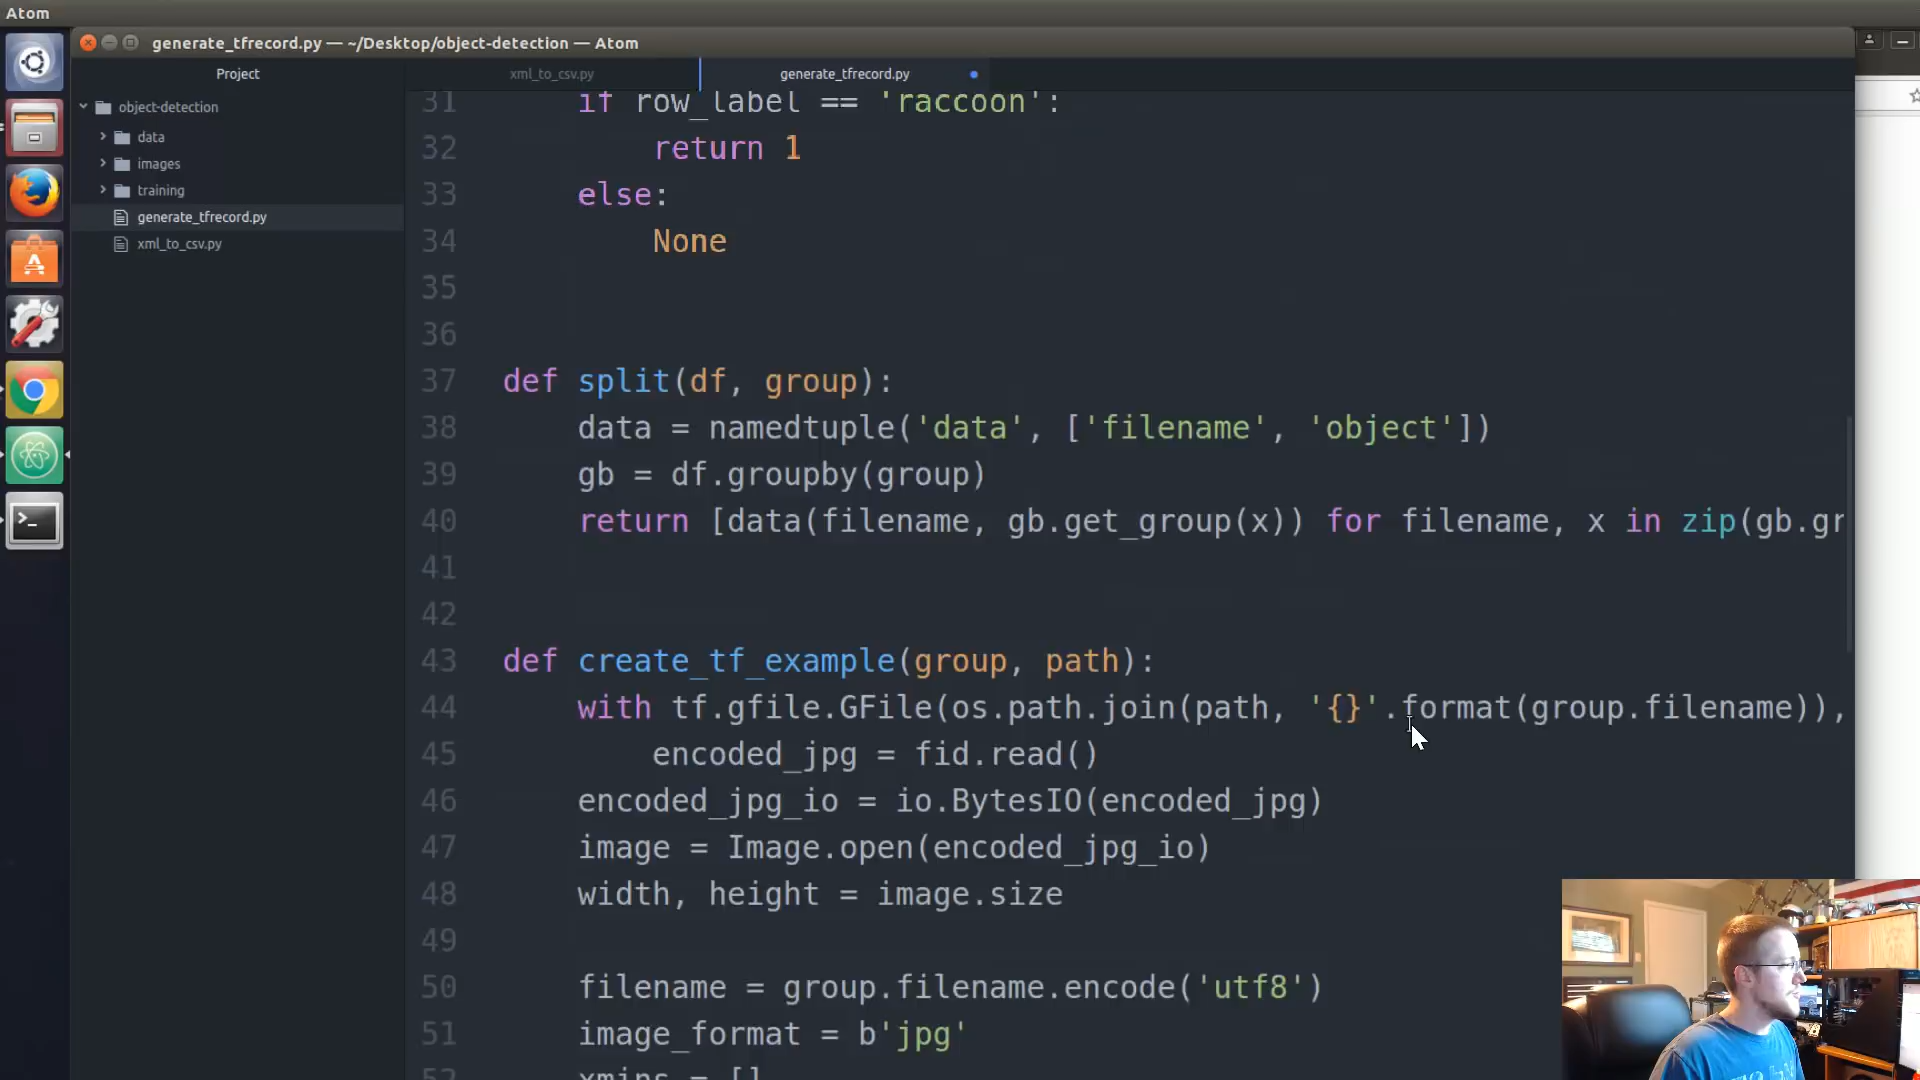 Atom
generate_tfrecord.py — ~/Desktop/object-detection — Atom
Project
xml_to_csv.py
generate_tfrecord.py
object-detection
data
images
training
generate_tfrecord.py
xml_to_csv.py
31 if row_label == 'raccoon':
32 return 1
33 else:
34 None
35
36
37 def split(df, group):
38 data = namedtuple('data', ['filename', 'object'])
39 gb = df.groupby(group)
40 return [data(filename, gb.get_group(x)) for filename, x in zip(gb.gr
41
42
43 def create_tf_example(group, path):
44 with tf.gfile.GFile(os.path.join(path, '{}'.format(group.filename)),
45 encoded_jpg = fid.read()
46 encoded_jpg_io = io.BytesIO(encoded_jpg)
47 image = Image.open(encoded_jpg_io)
48 width, height = image.size
49
50 filename = group.filename.encode('utf8')
51 image_format = b'jpg'
52 xmins = []